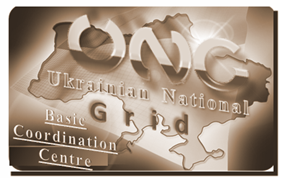 UNG
Ukrainian National
Grid
Basic
Coordination
Centre